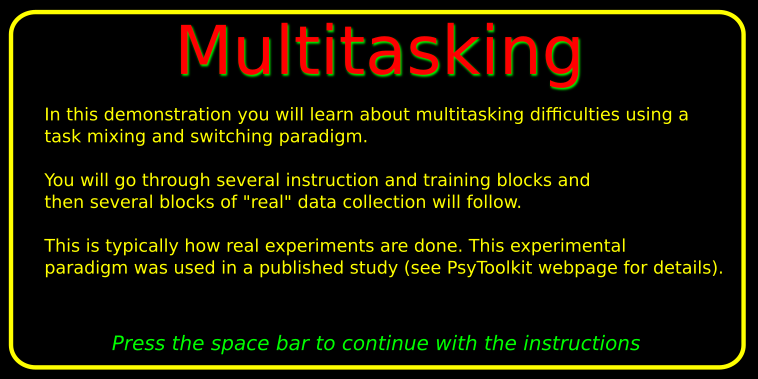 Multitasking
In this demonstration you will learn about multitasking difficulties using a
task mixing and switching paradigm.
You will go through several instruction and training blocks and
then several blocks of "real" data collection will follow.
This is typically how real experiments are done. This experimental
paradigm was used in a published study (see PsyToolkit webpage for details).
Press the space bar to continue with the instructions